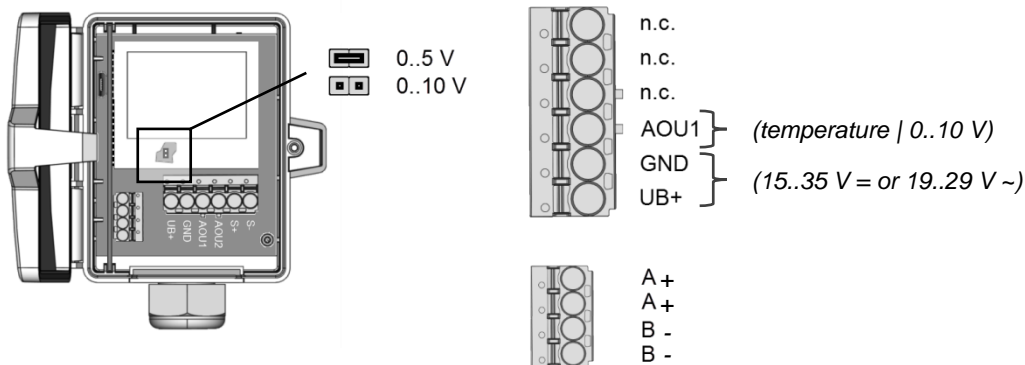 0..5 V
0..10 V
UB+
GND
AOU1
AOU2
S+
S-
n.c.
n.c.
n.c.
AOU1
(temperature | 0..10 V)
GND
UB+
(15..35 V = or 19..29 V ~)
A +
A +
B -
B -